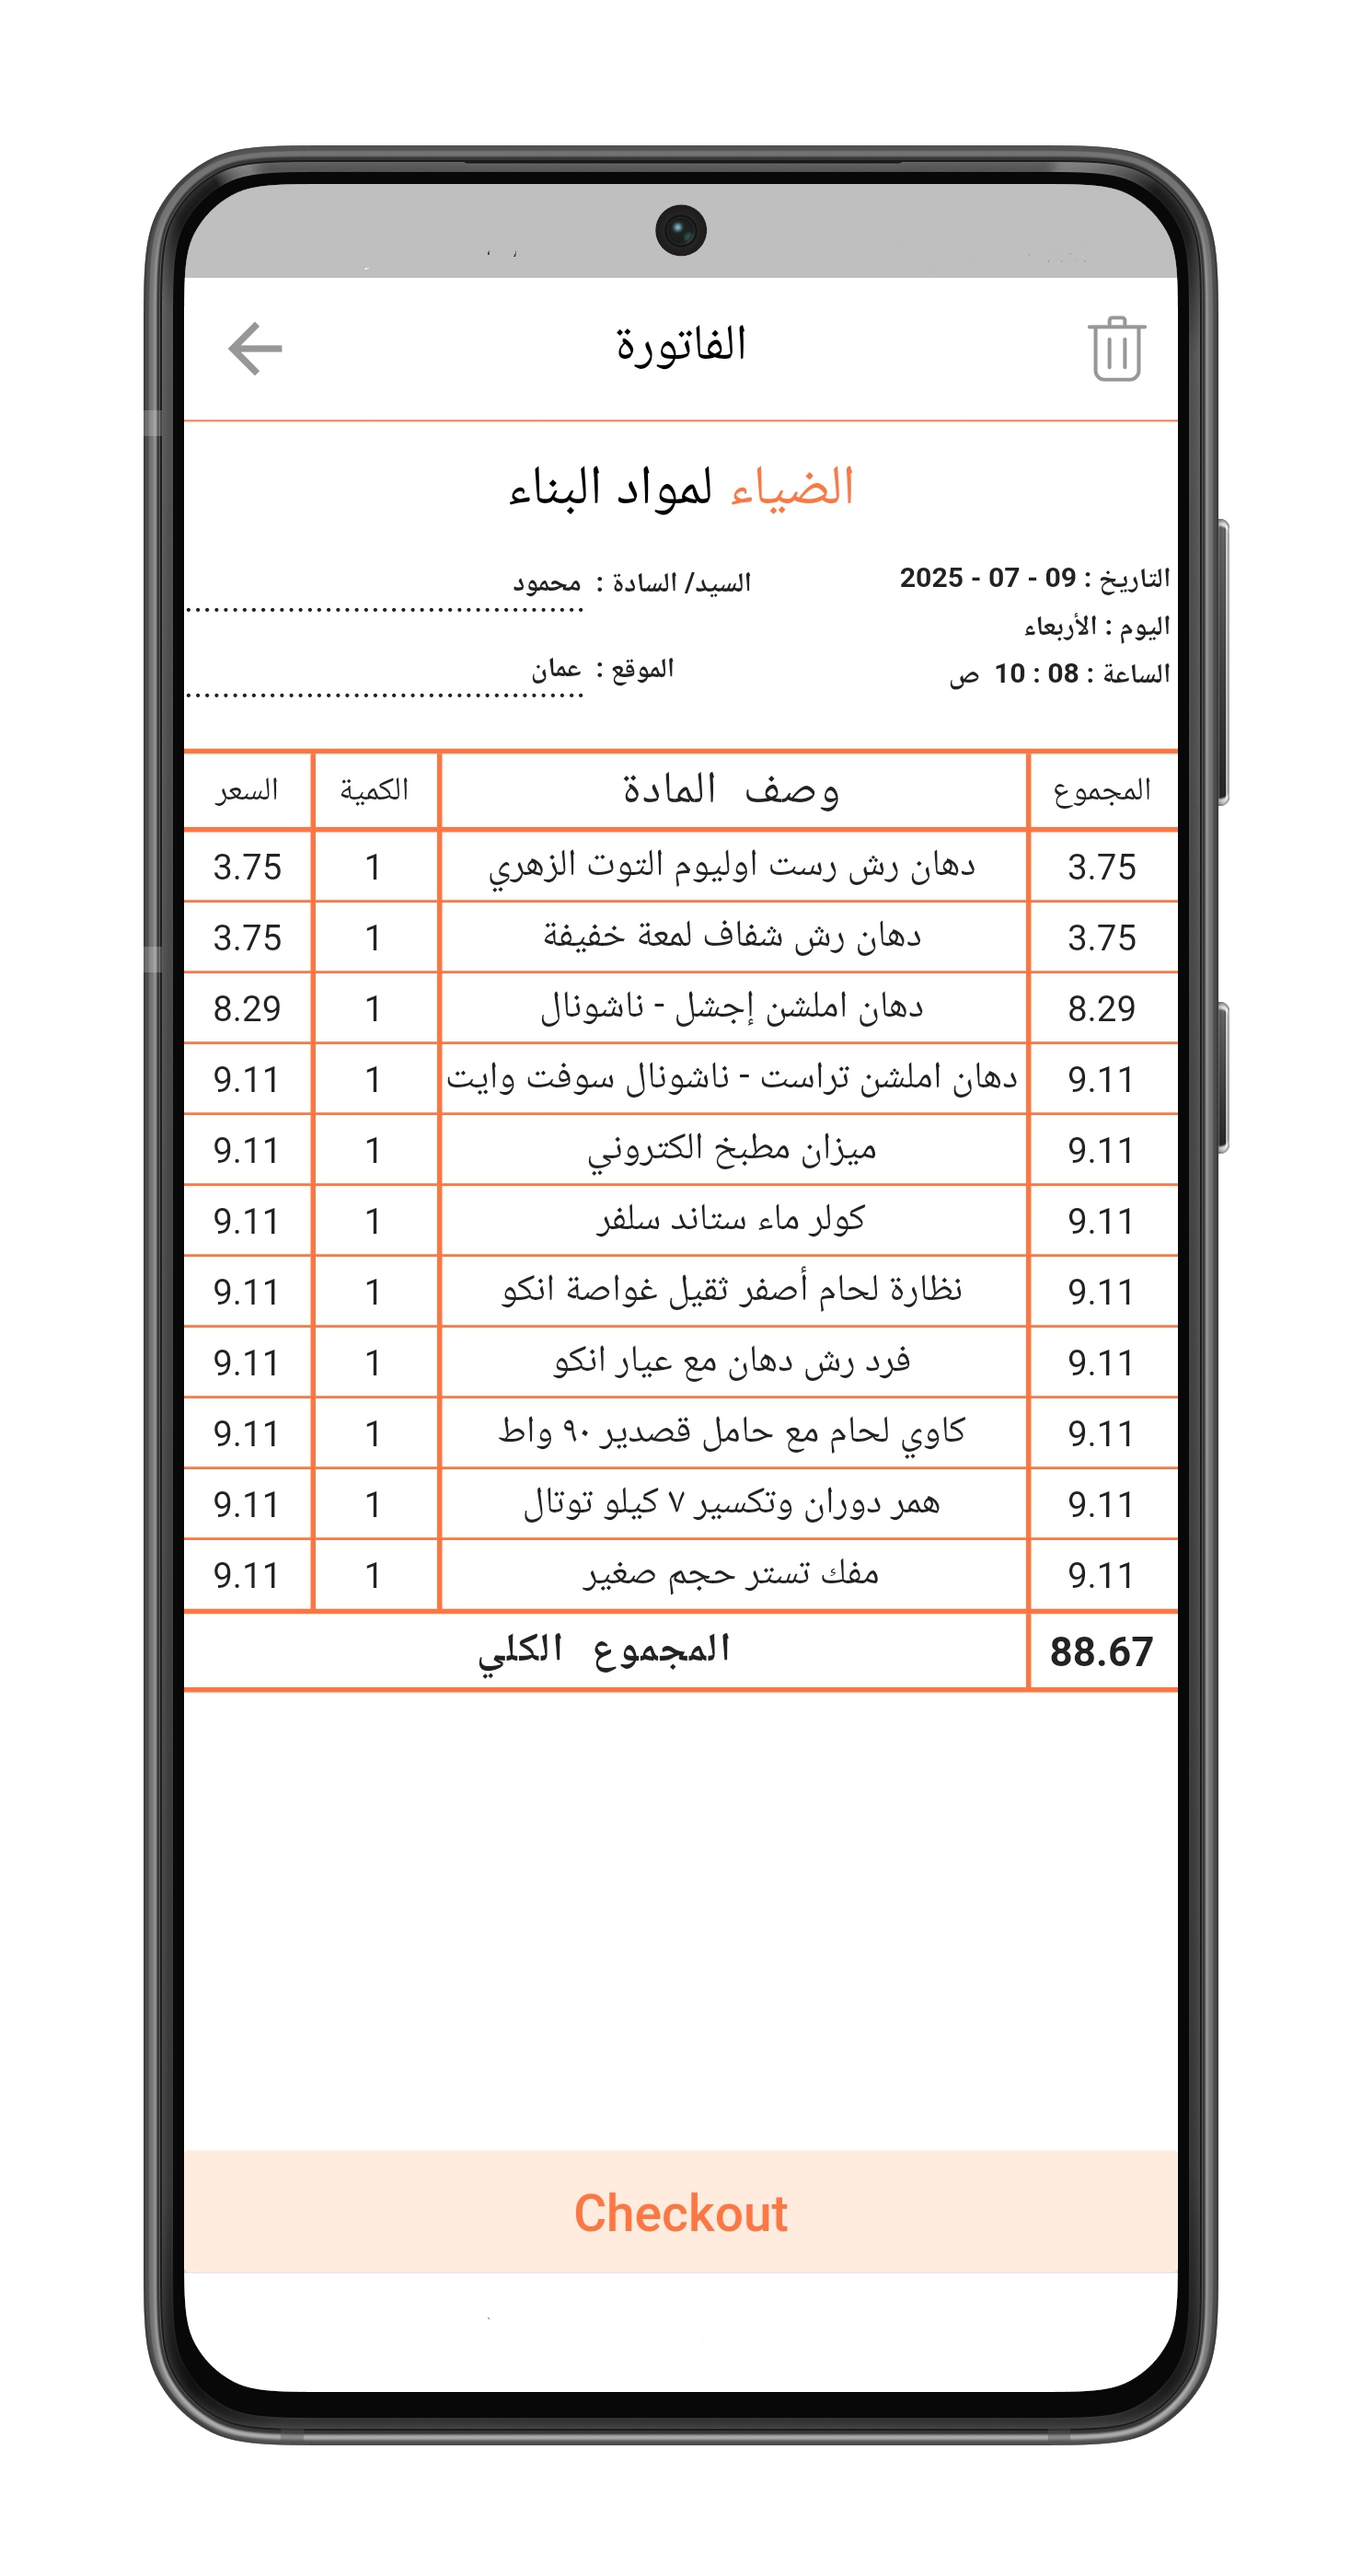 الفاتورة
الضياء لمواد البناء
التاريخ : 09 - 07 - 2025
السيد/ السادة : محمود
اليوم : الأربعاء
الموقع : عمان
الساعة : 08 : 10 ص
المجموع وصف المادة الكمية السعر
3.75 دهان رش رست اوليوم التوت الزهري 1 3.75
3.75 دهان رش شفاف لمعة خفيفة 1 3.75
8.29 دهان املشن إجشل - ناشونال 1 8.29
9.11 دهان املشن تراست - ناشونال سوفت وايت 1 9.11
9.11 ميزان مطبخ الكتروني 1 9.11
9.11 كولر ماء ستاند سلفر 1 9.11
9.11 نظارة لحام أصفر ثقيل غواصة انكو 1 9.11
9.11 فرد رش دهان مع عيار انكو 1 9.11
9.11 كاوي لحام مع حامل قصدير ٩٠ واط 1 9.11
9.11 همر دوران وتكسير ٧ كيلو توتال 1 9.11
9.11 مفك تستر حجم صغير 1 9.11
88.67 المجموع الكلي
Checkout